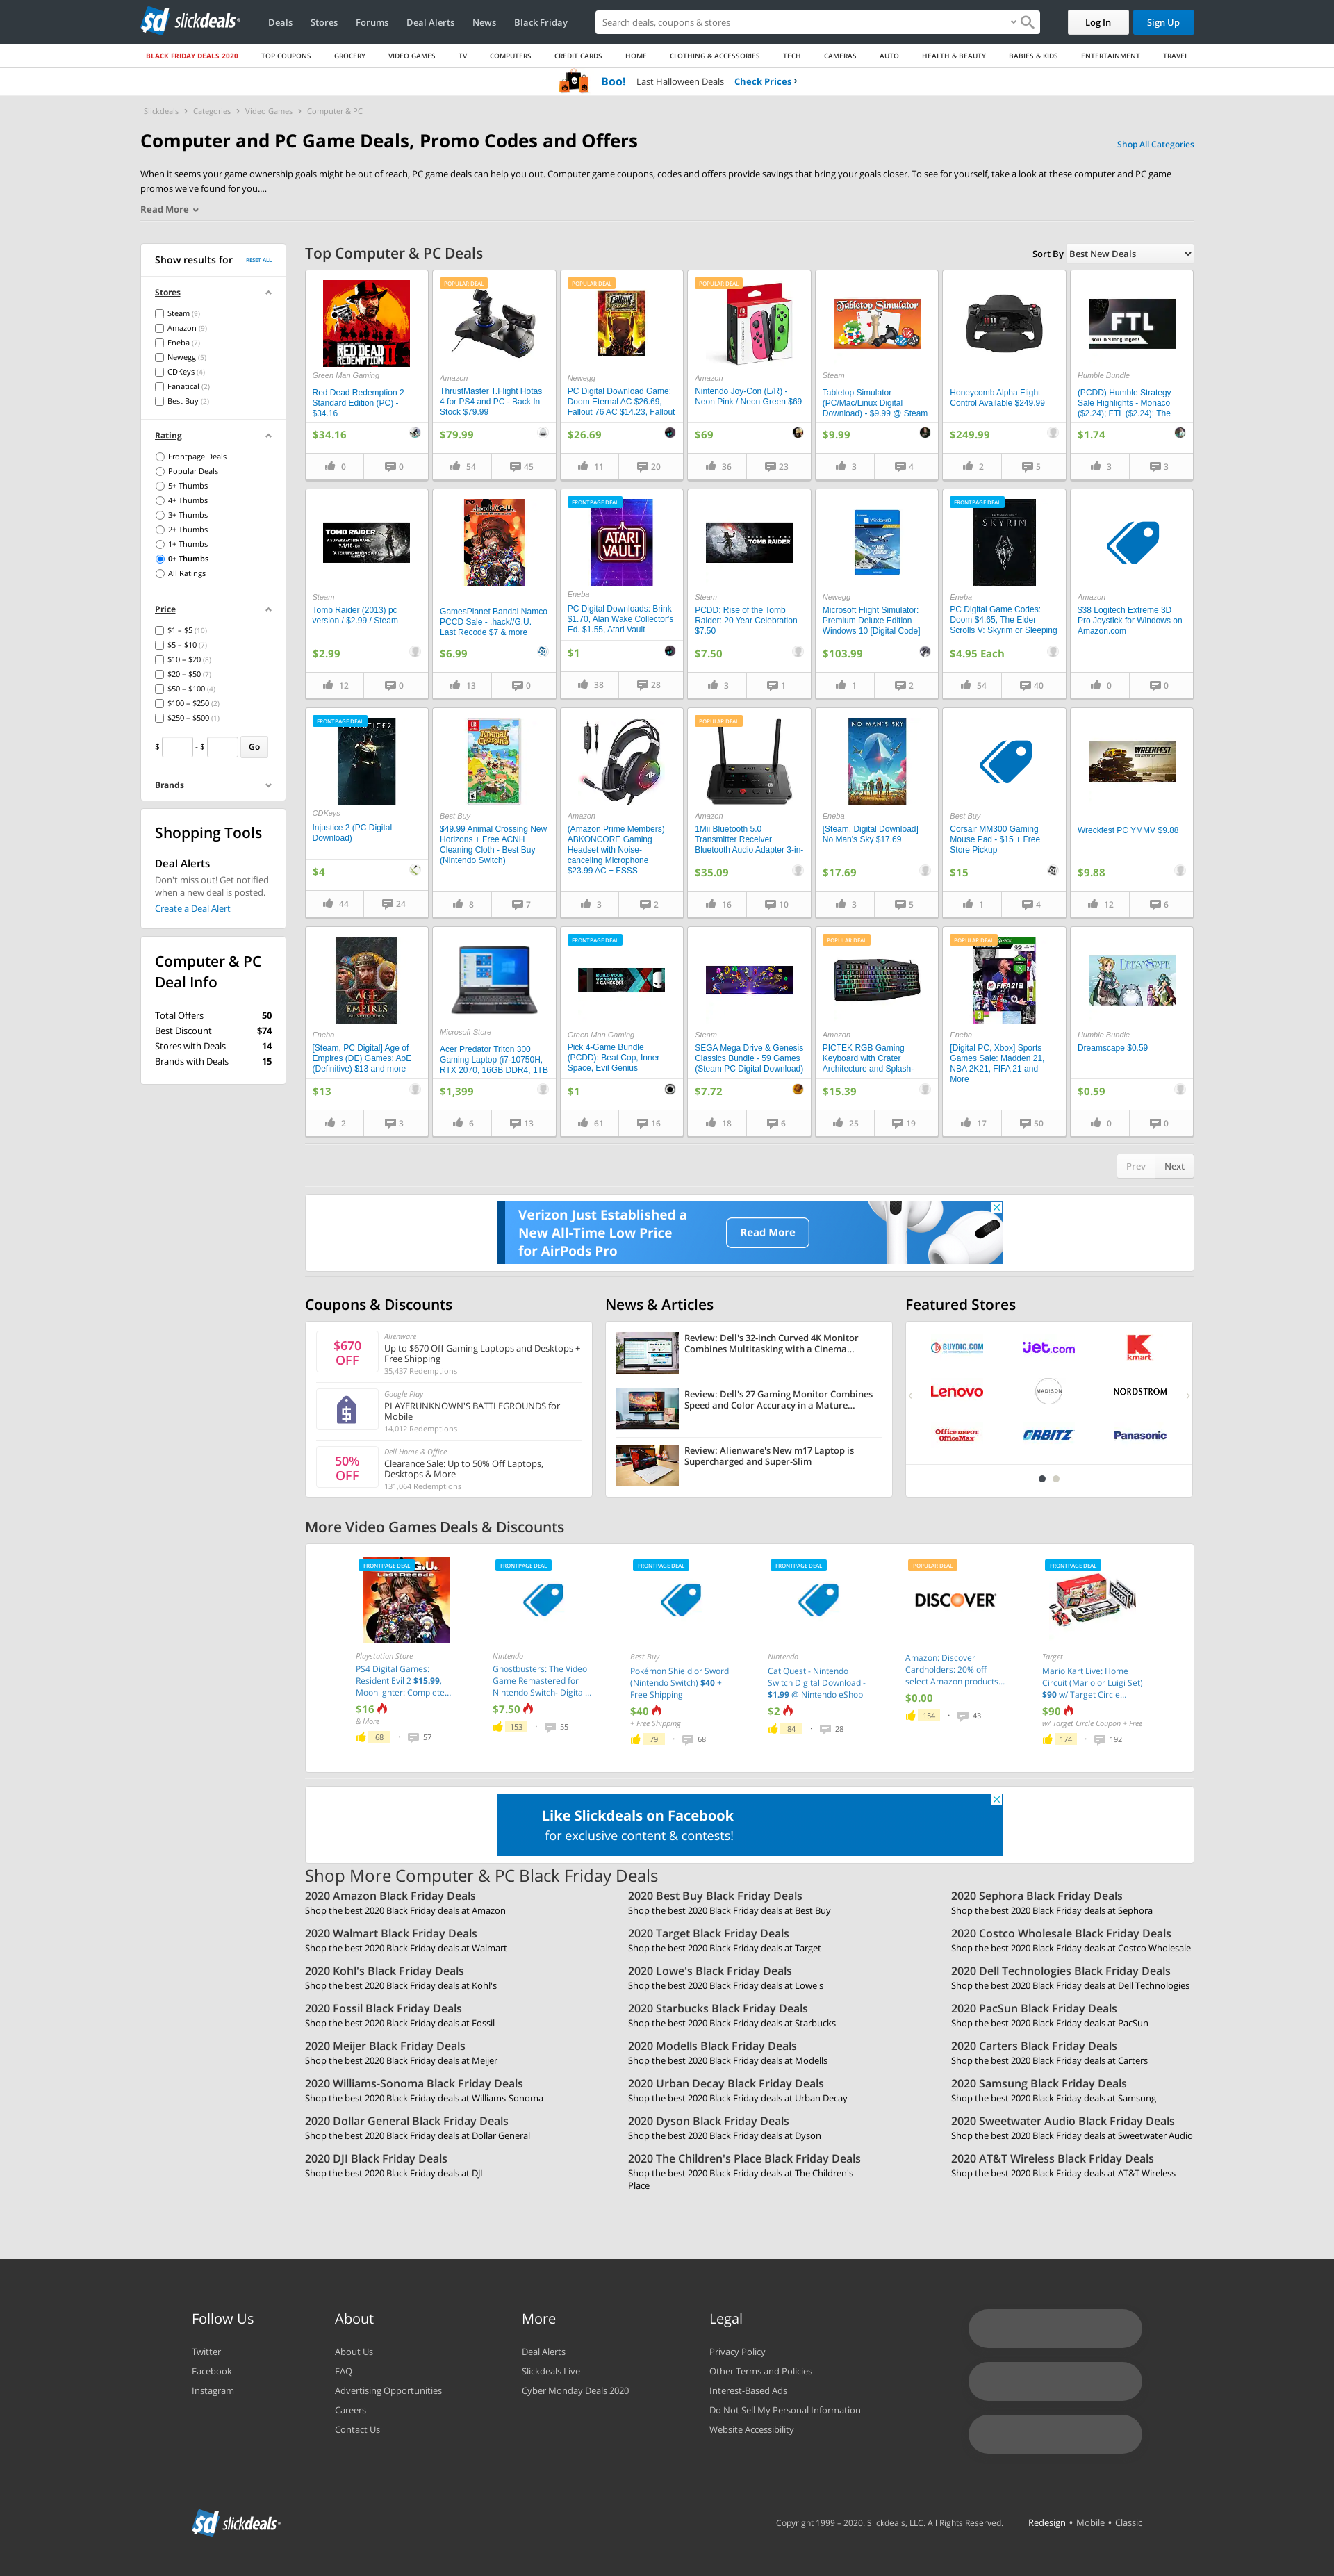 slickdeals
Deals Stores Forums Deal Alerts News Black Friday
Search deals, coupons & stores
Log In Sign Up
BLACK FRIDAY DEALS 2020 TOP COUPONS GROCERY VIDEO GAMES TV COMPUTERS CREDIT CARDS HOME CLOTHING & ACCESSORIES TECH CAMERAS AUTO HEALTH & BEAUTY BABIES & KIDS ENTERTAINMENT TRAVEL
Boo! Last Halloween Deals Check Prices ›
Slickdeals › Categories › Video Games › Computer & PC
Computer and PC Game Deals, Promo Codes and Offers
Shop All Categories
When it seems your game ownership goals might be out of reach, PC game deals can help you out. Computer game coupons, codes and offers provide savings that bring your goals closer. To see for yourself, take a look at these computer and PC game
promos we've found for you....
Read More
Show results for RESET ALL
Stores
Steam (9)
Amazon (9)
Eneba (7)
Newegg (5)
CDKeys (4)
Fanatical (2)
Best Buy (2)
Rating
Frontpage Deals
Popular Deals
5+ Thumbs
4+ Thumbs
3+ Thumbs
2+ Thumbs
1+ Thumbs
0+ Thumbs
All Ratings
Price
$1 – $5 (10)
$5 – $10 (7)
$10 – $20 (8)
$20 – $50 (7)
$50 – $100 (4)
$100 – $250 (2)
$250 – $500 (1)
$ - $ Go
Brands
Shopping Tools
Deal Alerts
Don't miss out! Get notified
when a new deal is posted.
Create a Deal Alert
Computer & PC
Deal Info
Total Offers 50
Best Discount $74
Stores with Deals 14
Brands with Deals 15
Top Computer & PC Deals
Sort By Best New Deals
RED DEAD
REDEMPTION
Green Man Gaming
Red Dead Redemption 2
Standard Edition (PC) -
$34.16
$34.16
0 0
POPULAR DEAL
Amazon
ThrustMaster T.Flight Hotas
4 for PS4 and PC - Back In
Stock $79.99
$79.99
54 45
POPULAR DEAL
Fallout
Newegg
PC Digital Download Game:
Doom Eternal AC $26.69,
Fallout 76 AC $14.23, Fallout
$26.69
11 20
POPULAR DEAL
Amazon
Nintendo Joy-Con (L/R) -
Neon Pink / Neon Green $69
$69
36 23
Tabletop Simulator
Steam
Tabletop Simulator
(PC/Mac/Linux Digital
Download) - $9.99 @ Steam
$9.99
3 4
Honeycomb Alpha Flight
Control Available $249.99
$249.99
2 5
FTL
Now in 9 languages!
Humble Bundle
(PCDD) Humble Strategy
Sale Highlights - Monaco
($2.24); FTL ($2.24); The
$1.74
3 3
TOMB RAIDER
Steam
Tomb Raider (2013) pc
version / $2.99 / Steam
$2.99
12 0
GamesPlanet Bandai Namco
PCCD Sale - .hack//G.U.
Last Recode $7 & more
$6.99
13 0
FRONTPAGE DEAL
ATARI
VAULT
Eneba
PC Digital Downloads: Brink
$1.70, Alan Wake Collector's
Ed. $1.55, Atari Vault
$1
38 28
TOMB RAIDER
Steam
PCDD: Rise of the Tomb
Raider: 20 Year Celebration
$7.50
$7.50
3 1
Newegg
Microsoft Flight Simulator:
Premium Deluxe Edition
Windows 10 [Digital Code]
$103.99
1 2
FRONTPAGE DEAL
SKYRIM
Eneba
PC Digital Game Codes:
Doom $4.65, The Elder
Scrolls V: Skyrim or Sleeping
$4.95 Each
54 40
Amazon
$38 Logitech Extreme 3D
Pro Joystick for Windows on
Amazon.com
0 0
FRONTPAGE DEAL
INJUSTICE 2
CDKeys
Injustice 2 (PC Digital
Download)
$4
44 24
Animal Crossing
Best Buy
$49.99 Animal Crossing New
Horizons + Free ACNH
Cleaning Cloth - Best Buy
(Nintendo Switch)
8 7
Amazon
(Amazon Prime Members)
ABKONCORE Gaming
Headset with Noise-
canceling Microphone
$23.99 AC + FSSS
3 2
POPULAR DEAL
Amazon
1Mii Bluetooth 5.0
Transmitter Receiver
Bluetooth Audio Adapter 3-in-
$35.09
16 10
NO MAN'S SKY
Eneba
[Steam, Digital Download]
No Man's Sky $17.69
$17.69
3 5
Best Buy
Corsair MM300 Gaming
Mouse Pad - $15 + Free
Store Pickup
$15
1 4
WRECKFEST
Wreckfest PC YMMV $9.88
$9.88
12 6
AGE
EMPIRES
Eneba
[Steam, PC Digital] Age of
Empires (DE) Games: AoE
(Definitive) $13 and more
$13
2 3
Microsoft Store
Acer Predator Triton 300
Gaming Laptop (i7-10750H,
RTX 2070, 16GB DDR4, 1TB
$1,399
6 13
FRONTPAGE DEAL
Green Man Gaming
Pick 4-Game Bundle
(PCDD): Beat Cop, Inner
Space, Evil Genius
$1
61 16
Steam
SEGA Mega Drive & Genesis
Classics Bundle - 59 Games
(Steam PC Digital Download)
$7.72
18 6
POPULAR DEAL
Amazon
PICTEK RGB Gaming
Keyboard with Crater
Architecture and Splash-
$15.39
25 19
POPULAR DEAL
FIFA 21
Eneba
[Digital PC, Xbox] Sports
Games Sale: Madden 21,
NBA 2K21, FIFA 21 and
More
17 50
DREAMSCAPE
Humble Bundle
Dreamscape $0.59
$0.59
0 0
Prev Next
Verizon Just Established a
New All-Time Low Price
for AirPods Pro
Read More
Coupons & Discounts
$670
OFF
Alienware
Up to $670 Off Gaming Laptops and Desktops +
Free Shipping
35,437 Redemptions
Google Play
PLAYERUNKNOWN'S BATTLEGROUNDS for
Mobile
14,012 Redemptions
50%
OFF
Dell Home & Office
Clearance Sale: Up to 50% Off Laptops,
Desktops & More
131,064 Redemptions
News & Articles
Review: Dell's 32-inch Curved 4K Monitor
Combines Multitasking with a Cinema...
Review: Dell's 27 Gaming Monitor Combines
Speed and Color Accuracy in a Mature...
Review: Alienware's New m17 Laptop is
Supercharged and Super-Slim
Featured Stores
BUYDIG.COM jet.com kmart
Lenovo MADISON NORDSTROM
Office DEPOT
OfficeMax
ORBITZ Panasonic
More Video Games Deals & Discounts
FRONTPAGE DEAL
Playstation Store
PS4 Digital Games:
Resident Evil 2 $15.99,
Moonlighter: Complete...
$16
& More
68 · 57
FRONTPAGE DEAL
Nintendo
Ghostbusters: The Video
Game Remastered for
Nintendo Switch- Digital...
$7.50
153 · 55
FRONTPAGE DEAL
Best Buy
Pokémon Shield or Sword
(Nintendo Switch) $40 +
Free Shipping
$40
+ Free Shipping
79 · 68
FRONTPAGE DEAL
Nintendo
Cat Quest - Nintendo
Switch Digital Download -
$1.99 @ Nintendo eShop
$2
84 · 28
POPULAR DEAL
DISCOVER
Amazon: Discover
Cardholders: 20% off
select Amazon products...
$0.00
154 · 43
FRONTPAGE DEAL
Target
Mario Kart Live: Home
Circuit (Mario or Luigi Set)
$90 w/ Target Circle...
$90
w/ Target Circle Coupon + Free
174 · 192
Like Slickdeals on Facebook
for exclusive content & contests!
Shop More Computer & PC Black Friday Deals
2020 Amazon Black Friday Deals
Shop the best 2020 Black Friday deals at Amazon
2020 Best Buy Black Friday Deals
Shop the best 2020 Black Friday deals at Best Buy
2020 Sephora Black Friday Deals
Shop the best 2020 Black Friday deals at Sephora
2020 Walmart Black Friday Deals
Shop the best 2020 Black Friday deals at Walmart
2020 Target Black Friday Deals
Shop the best 2020 Black Friday deals at Target
2020 Costco Wholesale Black Friday Deals
Shop the best 2020 Black Friday deals at Costco Wholesale
2020 Kohl's Black Friday Deals
Shop the best 2020 Black Friday deals at Kohl's
2020 Lowe's Black Friday Deals
Shop the best 2020 Black Friday deals at Lowe's
2020 Dell Technologies Black Friday Deals
Shop the best 2020 Black Friday deals at Dell Technologies
2020 Fossil Black Friday Deals
Shop the best 2020 Black Friday deals at Fossil
2020 Starbucks Black Friday Deals
Shop the best 2020 Black Friday deals at Starbucks
2020 PacSun Black Friday Deals
Shop the best 2020 Black Friday deals at PacSun
2020 Meijer Black Friday Deals
Shop the best 2020 Black Friday deals at Meijer
2020 Modells Black Friday Deals
Shop the best 2020 Black Friday deals at Modells
2020 Carters Black Friday Deals
Shop the best 2020 Black Friday deals at Carters
2020 Williams-Sonoma Black Friday Deals
Shop the best 2020 Black Friday deals at Williams-Sonoma
2020 Urban Decay Black Friday Deals
Shop the best 2020 Black Friday deals at Urban Decay
2020 Samsung Black Friday Deals
Shop the best 2020 Black Friday deals at Samsung
2020 Dollar General Black Friday Deals
Shop the best 2020 Black Friday deals at Dollar General
2020 Dyson Black Friday Deals
Shop the best 2020 Black Friday deals at Dyson
2020 Sweetwater Audio Black Friday Deals
Shop the best 2020 Black Friday deals at Sweetwater Audio
2020 DJI Black Friday Deals
Shop the best 2020 Black Friday deals at DJI
2020 The Children's Place Black Friday Deals
Shop the best 2020 Black Friday deals at The Children's
Place
2020 AT&T Wireless Black Friday Deals
Shop the best 2020 Black Friday deals at AT&T Wireless
Follow Us
Twitter
Facebook
Instagram
About
About Us
FAQ
Advertising Opportunities
Careers
Contact Us
More
Deal Alerts
Slickdeals Live
Cyber Monday Deals 2020
Legal
Privacy Policy
Other Terms and Policies
Interest-Based Ads
Do Not Sell My Personal Information
Website Accessibility
slickdeals
Copyright 1999 – 2020. Slickdeals, LLC. All Rights Reserved. Redesign • Mobile • Classic